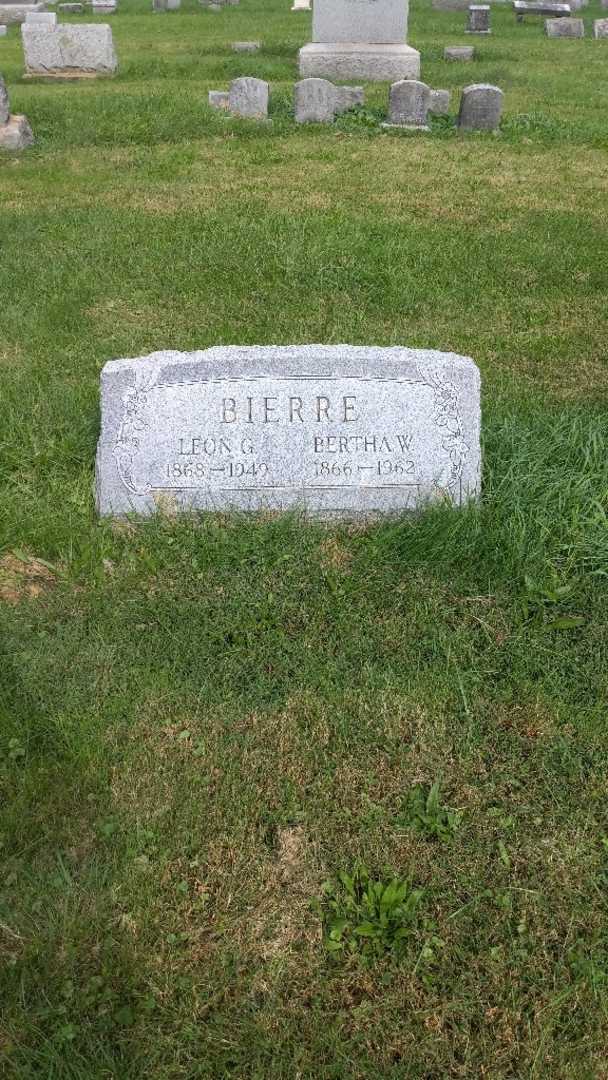 BIERRE
LEON G. BERTHA W.
1868–1949 1866–1962